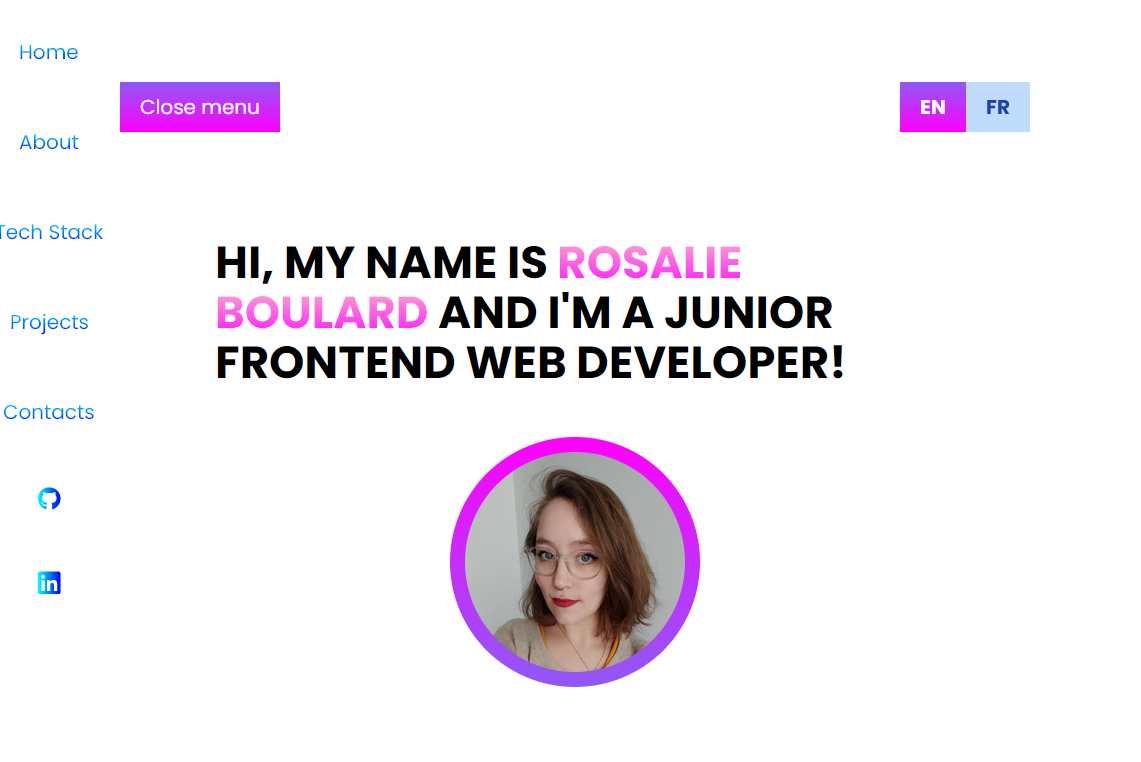 Home
Close menu
EN FR
About
Tech Stack
HI, MY NAME IS ROSALIE
BOULARD AND I'M A JUNIOR
FRONTEND WEB DEVELOPER!
Projects
Contacts
in